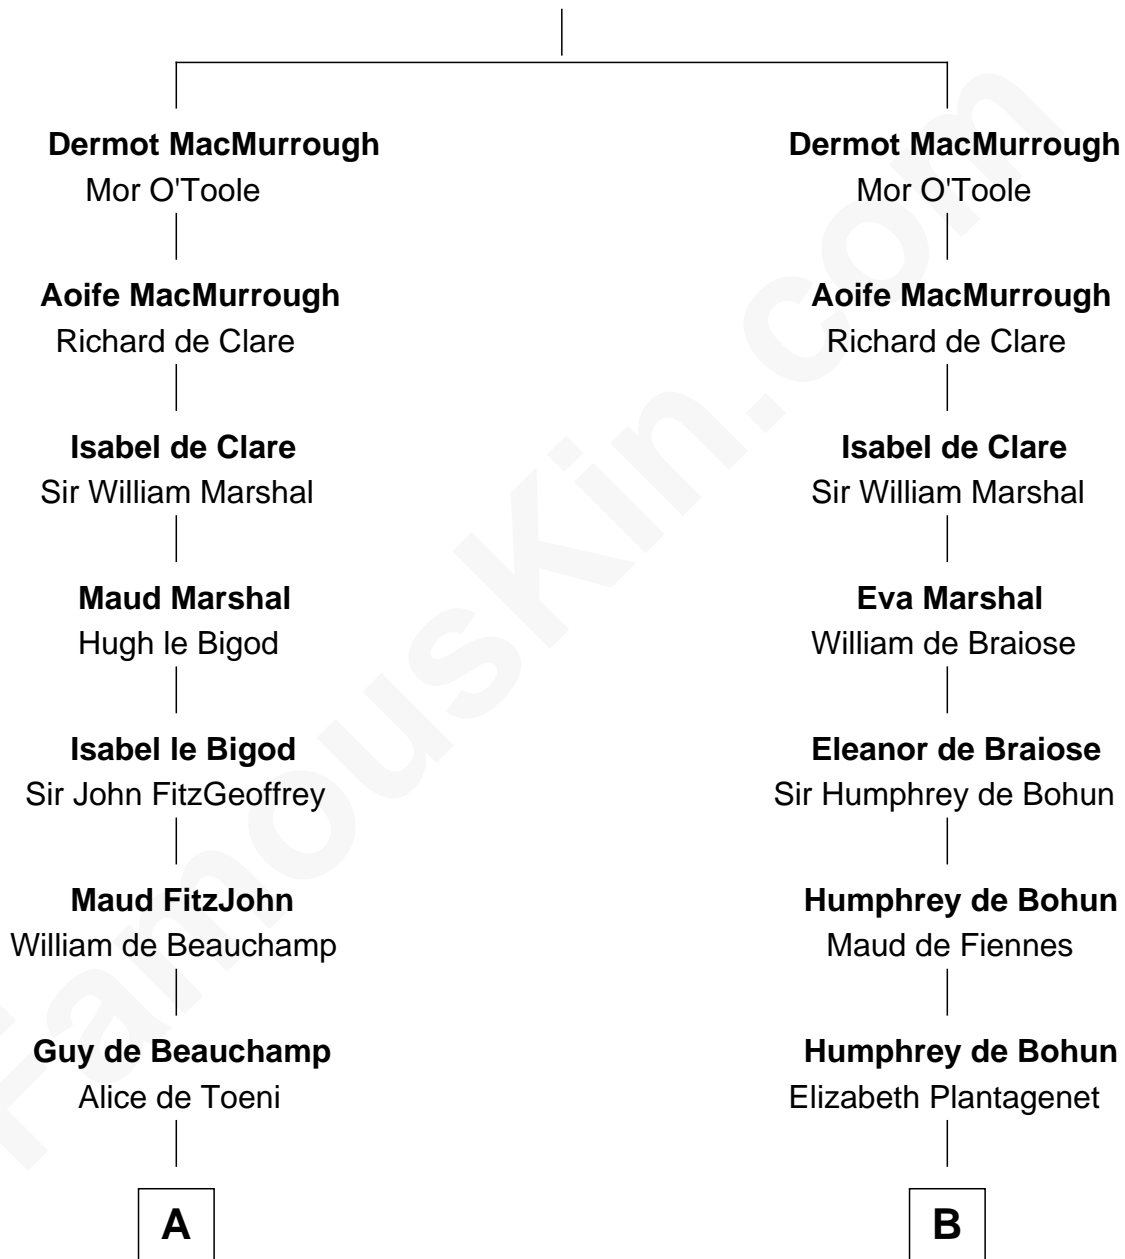 Dermot MacMurrough
Mor O'Toole
Aoife MacMurrough
Richard de Clare
Isabel de Clare
Sir William Marshal
Maud Marshal
Hugh le Bigod
Isabel le Bigod
Sir John FitzGeoffrey
Maud FitzJohn
William de Beauchamp
Guy de Beauchamp
Alice de Toeni
A
Dermot MacMurrough
Mor O'Toole
Aoife MacMurrough
Richard de Clare
Isabel de Clare
Sir William Marshal
Eva Marshal
William de Braiose
Eleanor de Braiose
Sir Humphrey de Bohun
Humphrey de Bohun
Maud de Fiennes
Humphrey de Bohun
Elizabeth Plantagenet
B
FamousKin.com